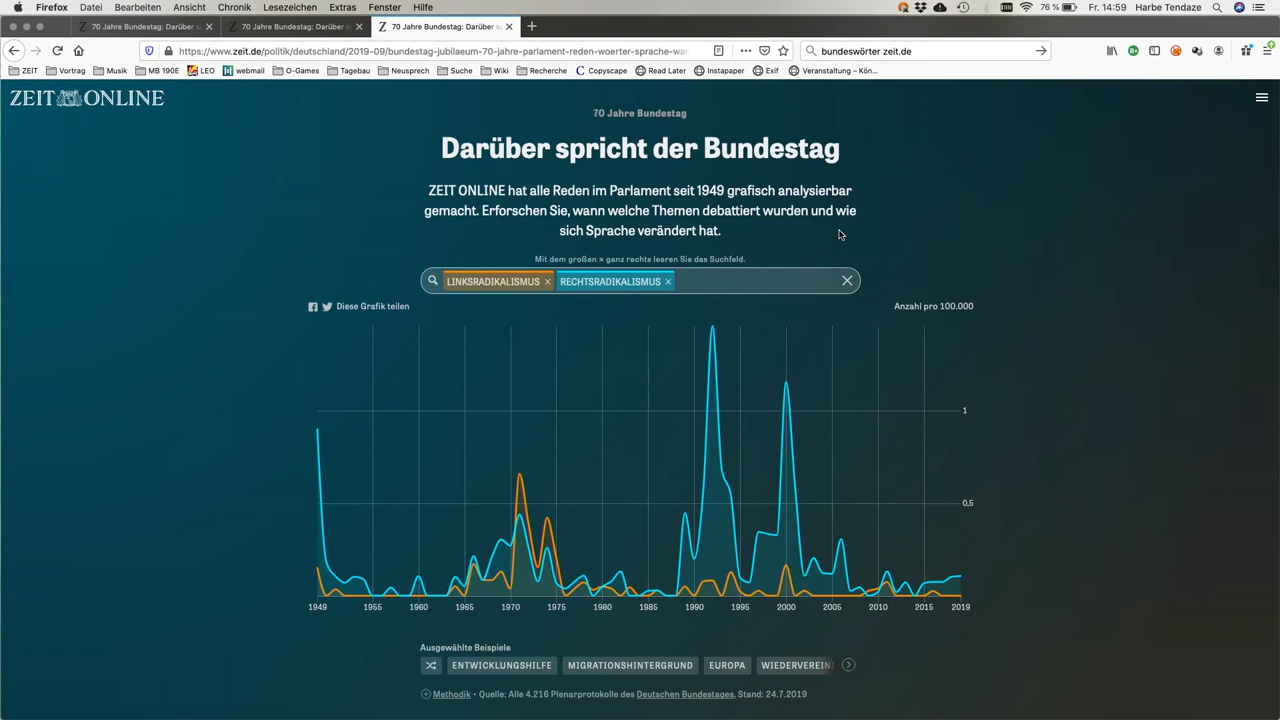 Firefox Datei Bearbeiten Ansicht Chronik Lesezeichen Extras Fenster Hilfe 76 % Fr. 14:59 Harbe Tendaze
70 Jahre Bundestag: Darüber s × 70 Jahre Bundestag: Darüber s × 70 Jahre Bundestag: Darüber s × +
https://www.zeit.de/politik/deutschland/2019-09/bundestag-jubilaeum-70-jahre-parlament-reden-woerter-sprache-wan bundeswörter zeit.de
ZEIT Vortrag Musik MB 190E LEO webmail O-Games Tagebau Neusprech Suche Wiki Recherche Copyscape Read Later Instapaper Exif Veranstaltung – Kön...
ZEIT ONLINE
70 Jahre Bundestag
Darüber spricht der Bundestag
ZEIT ONLINE hat alle Reden im Parlament seit 1949 grafisch analysierbar
gemacht. Erforschen Sie, wann welche Themen debattiert wurden und wie
sich Sprache verändert hat.
Mit dem großen × ganz rechts leeren Sie das Suchfeld.
LINKSRADIKALISMUS × RECHTSRADIKALISMUS ×
Diese Grafik teilen Anzahl pro 100.000
1
0,5
1949 1955 1960 1965 1970 1975 1980 1985 1990 1995 2000 2005 2010 2015 2019
Ausgewählte Beispiele
ENTWICKLUNGSHILFE MIGRATIONSHINTERGRUND EUROPA WIEDERVEREIN
Methodik • Quelle: Alle 4.216 Plenarprotokolle des Deutschen Bundestages, Stand: 24.7.2019